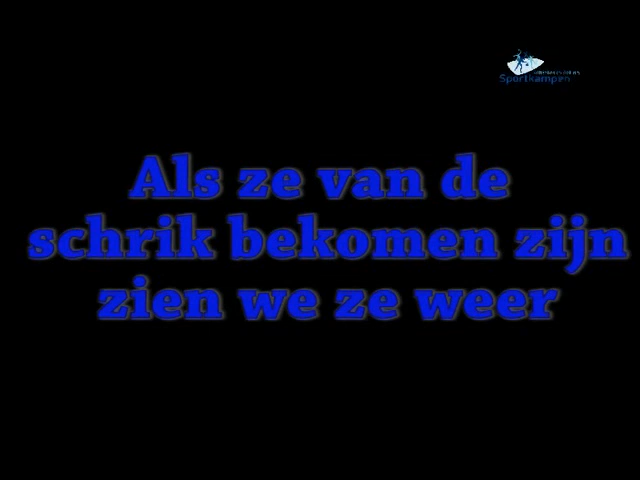 Sportkampen
Als ze van de
schrik bekomen zijn
zien we ze weer